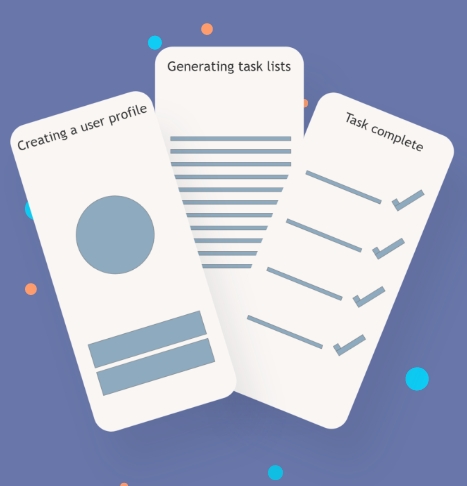 Creating a user profile
Generating task lists
Task complete